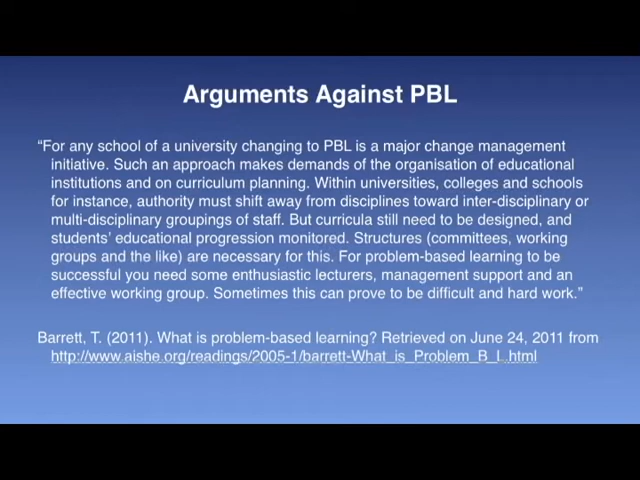 Arguments Against PBL
“For any school of a university changing to PBL is a major change management
initiative. Such an approach makes demands of the organisation of educational
institutions and on curriculum planning. Within universities, colleges and schools
for instance, authority must shift away from disciplines toward inter-disciplinary or
multi-disciplinary groupings of staff. But curricula still need to be designed, and
students’ educational progression monitored. Structures (committees, working
groups and the like) are necessary for this. For problem-based learning to be
successful you need some enthusiastic lecturers, management support and an
effective working group. Sometimes this can prove to be difficult and hard work.”
Barrett, T. (2011). What is problem-based learning? Retrieved on June 24, 2011 from
http://www.aishe.org/readings/2005-1/barrett-What_is_Problem_B_L.html